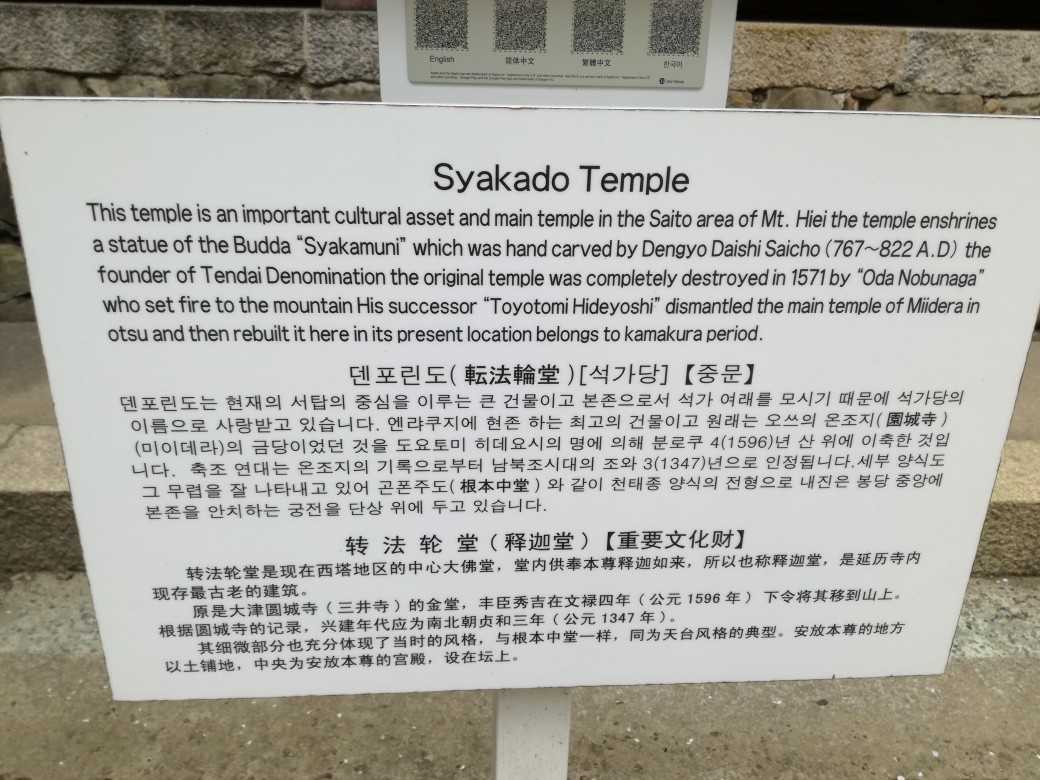 English 简体中文 繁體中文 한국어
Syakado Temple
This temple is an important cultural asset and main temple in the Saito area of Mt. Hiei the temple enshrines
a statue of the Budda “Syakamuni” which was hand carved by Dengyo Daishi Saicho (767～822 A.D) the
founder of Tendai Denomination the original temple was completely destroyed in 1571 by “Oda Nobunaga”
who set fire to the mountain His successor “Toyotomi Hideyoshi” dismantled the main temple of Miidera in
otsu and then rebuilt it here in its present location belongs to kamakura period.
덴포린도(転法輪堂)[석가당]【중문】
덴포린도는 현재의 서탑의 중심을 이루는 큰 건물이고 본존으로서 석가 여래를 모시기 때문에 석가당의
이름으로 사랑받고 있습니다. 엔랴쿠지에 현존 하는 최고의 건물이고 원래는 오쓰의 온조지(園城寺)
(미이데라)의 금당이었던 것을 도요토미 히데요시의 명에 의해 분로쿠 4(1596)년 산 위에 이축한 것입
니다. 축조 연대는 온조지의 기록으로부터 남북조시대의 조와 3(1347)년으로 인정됩니다.세부 양식도
그 무렵을 잘 나타내고 있어 곤폰주도(根本中堂)와 같이 천태종 양식의 전형으로 내진은 봉당 중앙에
본존을 안치하는 궁전을 단상 위에 두고 있습니다.
转 法 轮 堂（释迦堂）【重要文化财】
转法轮堂是现在西塔地区的中心大佛堂，堂内供奉本尊释迦如来，所以也称释迦堂，是延历寺内
现存最古老的建筑。
原是大津圆城寺（三井寺）的金堂，丰臣秀吉在文禄四年（公元1596年）下令将其移到山上。
根据圆城寺的记录，兴建年代应为南北朝贞和三年（公元1347年）。
其细微部分也充分体现了当时的风格，与根本中堂一样，同为天台风格的典型。安放本尊的地方
以土铺地，中央为安放本尊的宫殿，设在坛上。